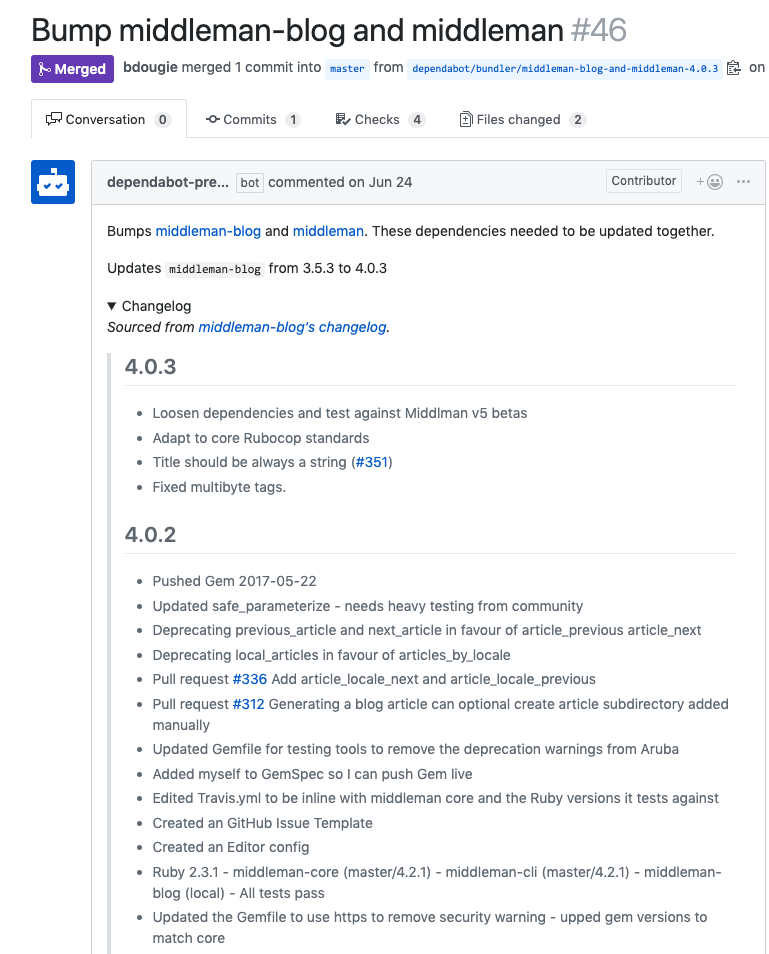 Bump middleman-blog and middleman #46
Merged bdougie merged 1 commit into master from dependabot/bundler/middleman-blog-and-middleman-4.0.3 on
Conversation 0 Commits 1 Checks 4 Files changed 2
dependabot-pre... bot commented on Jun 24 Contributor
Bumps middleman-blog and middleman. These dependencies needed to be updated together.
Updates middleman-blog from 3.5.3 to 4.0.3
Changelog
Sourced from middleman-blog's changelog.
4.0.3
Loosen dependencies and test against Middlman v5 betas
Adapt to core Rubocop standards
Title should be always a string (#351)
Fixed multibyte tags.
4.0.2
Pushed Gem 2017-05-22
Updated safe_parameterize - needs heavy testing from community
Deprecating previous_article and next_article in favour of article_previous article_next
Deprecating local_articles in favour of articles_by_locale
Pull request #336 Add article_locale_next and article_locale_previous
Pull request #312 Generating a blog article can optional create article subdirectory added
manually
Updated Gemfile for testing tools to remove the deprecation warnings from Aruba
Added myself to GemSpec so I can push Gem live
Edited Travis.yml to be inline with middleman core and the Ruby versions it tests against
Created an GitHub Issue Template
Created an Editor config
Ruby 2.3.1 - middleman-core (master/4.2.1) - middleman-cli (master/4.2.1) - middleman-
blog (local) - All tests pass
Updated the Gemfile to use https to remove security warning - upped gem versions to
match core